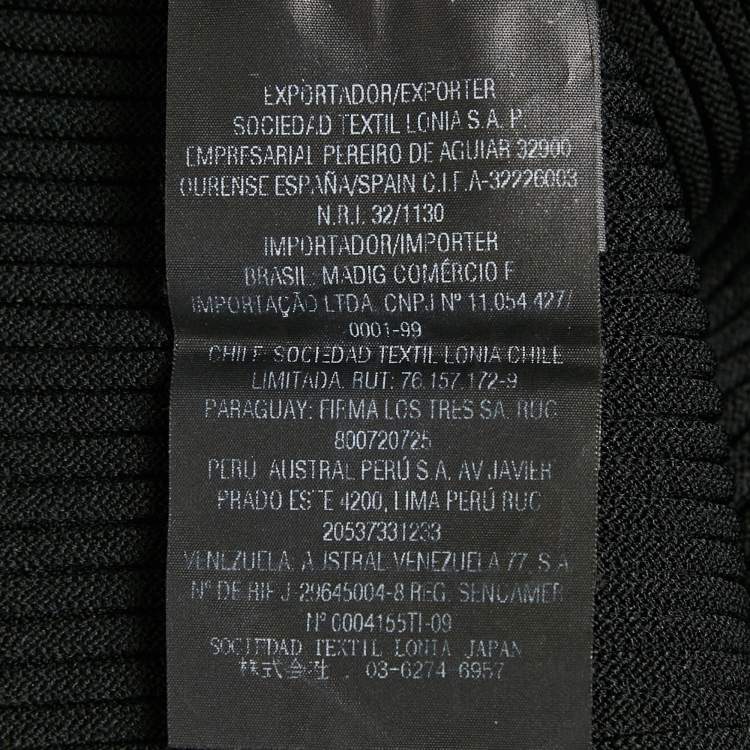 EXPORTADOR/EXPORTER
SOCIEDAD TEXTIL LONIA S.A. P.
EMPRESARIAL PEREIRO DE AGUIAR 32900
OURENSE ESPAÑA/SPAIN C.I.F.A-32226003
N.R.I. 32/1130
IMPORTADOR/IMPORTER
BRASIL: MADIG COMÉRCIO E
IMPORTAÇÃO LTDA. CNPJ Nº 11.054.427/
0001-99
CHILE: SOCIEDAD TEXTIL LONIA CHILE
LIMITADA. RUT: 76.157.172-9
PARAGUAY: FIRMA LOS TRES SA. RUC
800720725
PERÚ: AUSTRAL PERÚ S.A. AV JAVIER
PRADO ESTE 4200, LIMA PERÚ RUC
20537331233
VENEZUELA: AUSTRAL VENEZUELA 77, S.A
Nº DE RIF J-29645004-8 REG. SENCAMER
Nº 0004155TI-09
SOCIEDAD TEXTIL LONIA JAPAN
株式会社. 03-6274-6957